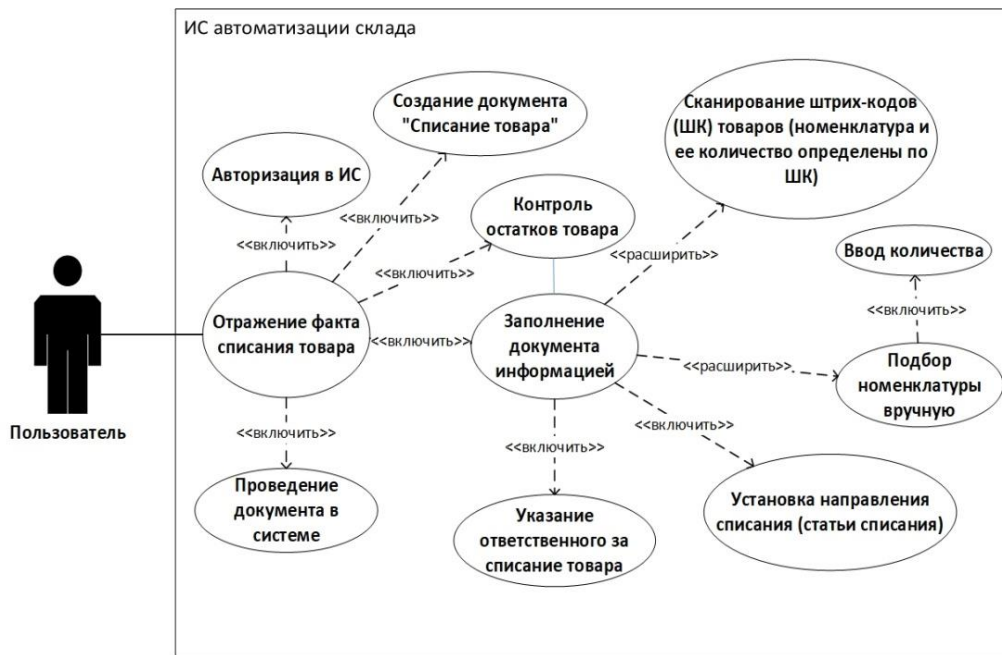 ИС автоматизации склада
Создание документа
"Списание товара"
Сканирование штрих-кодов
(ШК) товаров (номенклатура и
ее количество определены по
ШК)
Авторизация в ИС
<<включить>>
Контроль
остатков товара
<<включить>>
<<расширить>>
Ввод количества
<<включить>>
<<включить>>
Отражение факта
списания товара
<<включить>>
Заполнение
документа
информацией
<<расширить>>
Подбор
номенклатуры
вручную
Пользователь
<<включить>>
<<включить>>
<<включить>>
Проведение
документа в
системе
Указание
ответственного за
списание товара
Установка направления
списания (статьи списания)